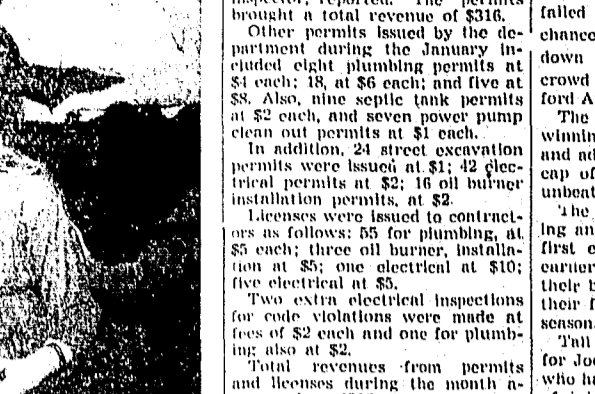 inspector, reported. The permits
brought a total revenue of $316.
Other permits issued by the de-
partment during the January in-
cluded eight plumbing permits at
$4 each; 18, at $6 each; and five at
$8. Also, nine septic tank permits
at $2 each, and seven power pump
clean out permits at $1 each.
In addition, 24 street excavation
permits were issued at $1; 42 elec-
trical permits at $2; 16 oil burner
installation permits, at $2.
Licenses were issued to contract-
ors as follows: 55 for plumbing, at
$5 each; three oil burner, installa-
tion at $5; one electrical at $10;
five electrical at $5.
Two extra electrical inspections
for code violations were made at
fees of $2 each and one for plumb-
ing also at $2.
Total revenues from permits
and licenses during the month a-
falled
chance
down
crowd
ford A
The
winnin
and ad
cap of
unbeat
The
ing an
first c
earlier
their b
their f
season
Tall
for Joe
who ha